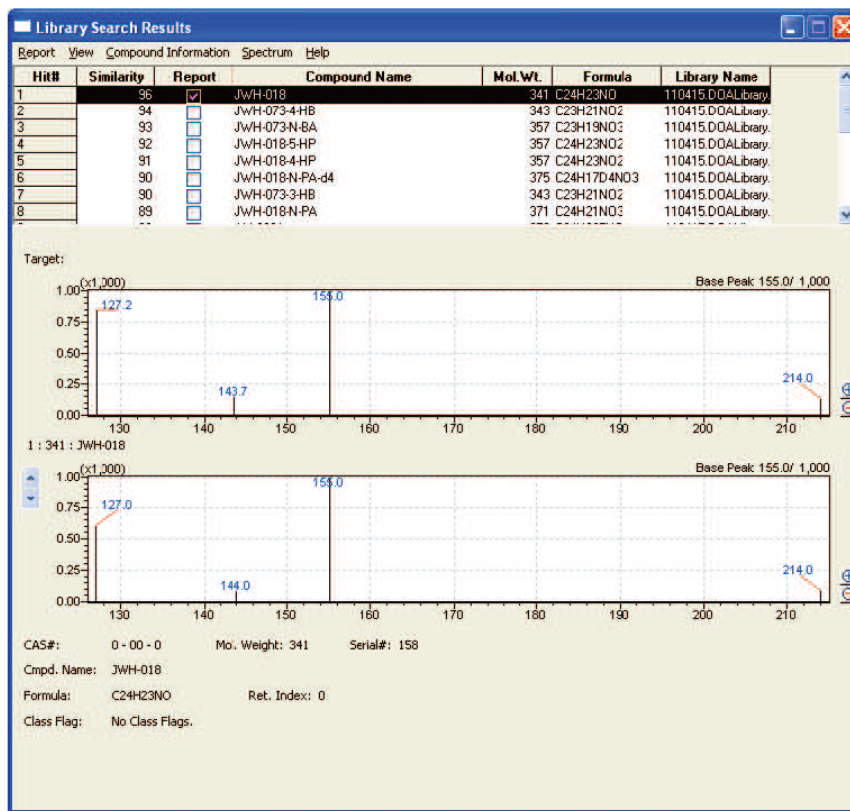 Library Search Results
Report View Compound Information Spectrum Help
Hit# Similarity Report Compound Name Mol.Wt. Formula Library Name
1 96 JWH-018 341 C24H23NO 110415.DOALibrary.
2 94 JWH-073-4-HB 343 C23H21NO2 110415.DOALibrary.
3 93 JWH-073-N-BA 357 C23H19NO3 110415.DOALibrary.
4 92 JWH-018-5-HP 357 C24H23NO2 110415.DOALibrary.
5 91 JWH-018-4-HP 357 C24H23NO2 110415.DOALibrary.
6 90 JWH-018-N-PA-d4 375 C24H17D4NO3 110415.DOALibrary.
7 90 JWH-073-3-HB 343 C23H21NO2 110415.DOALibrary.
8 89 JWH-018-N-PA 371 C24H21NO3 110415.DOALibrary.
Target:
(x1,000) Base Peak: 155.0/ 1,000
1.00 127.2 155.0
0.75
0.50
0.25 143.7 214.0
0.00
130 140 150 160 170 180 190 200 210
1 : 341 : JWH-018
(x1,000) Base Peak: 155.0/ 1,000
1.00 155.0
0.75 127.0
0.50
0.25 144.0 214.0
0.00
130 140 150 160 170 180 190 200 210
CAS#: 0 - 00 - 0 Mo. Weight: 341 Serial#: 158
Cmpd. Name: JWH-018
Formula: C24H23NO Ret. Index: 0
Class Flag: No Class Flags.